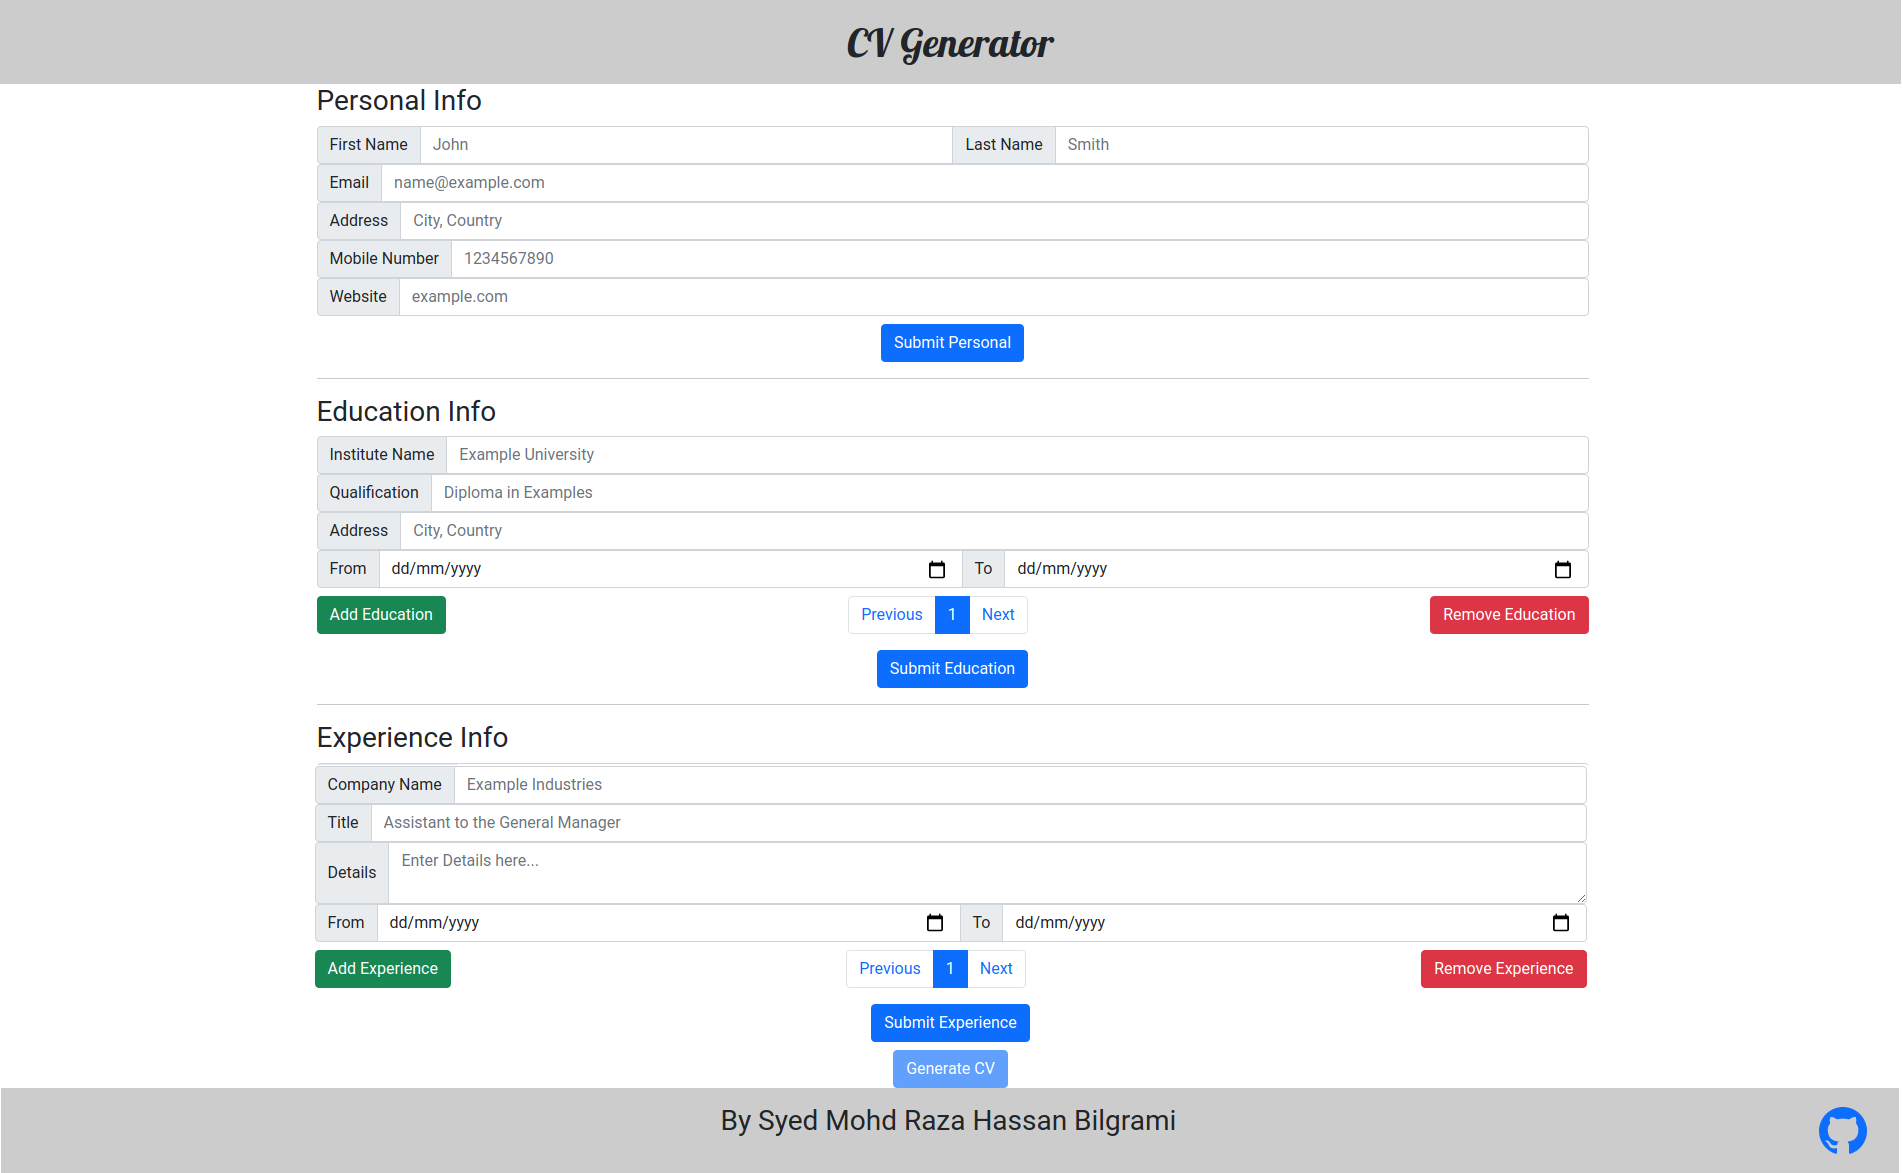 CV Generator
Personal Info
First Name John Last Name Smith
Email name@example.com
Address City, Country
Mobile Number 1234567890
Website example.com
Submit Personal
Education Info
Institute Name Example University
Qualification Diploma in Examples
Address City, Country
From dd/mm/yyyy To dd/mm/yyyy
Add Education Previous 1 Next Remove Education
Submit Education
Experience Info
Company Name Example Industries
Title Assistant to the General Manager
Details Enter Details here...
From dd/mm/yyyy To dd/mm/yyyy
Add Experience Previous 1 Next Remove Experience
Submit Experience
Generate CV
By Syed Mohd Raza Hassan Bilgrami